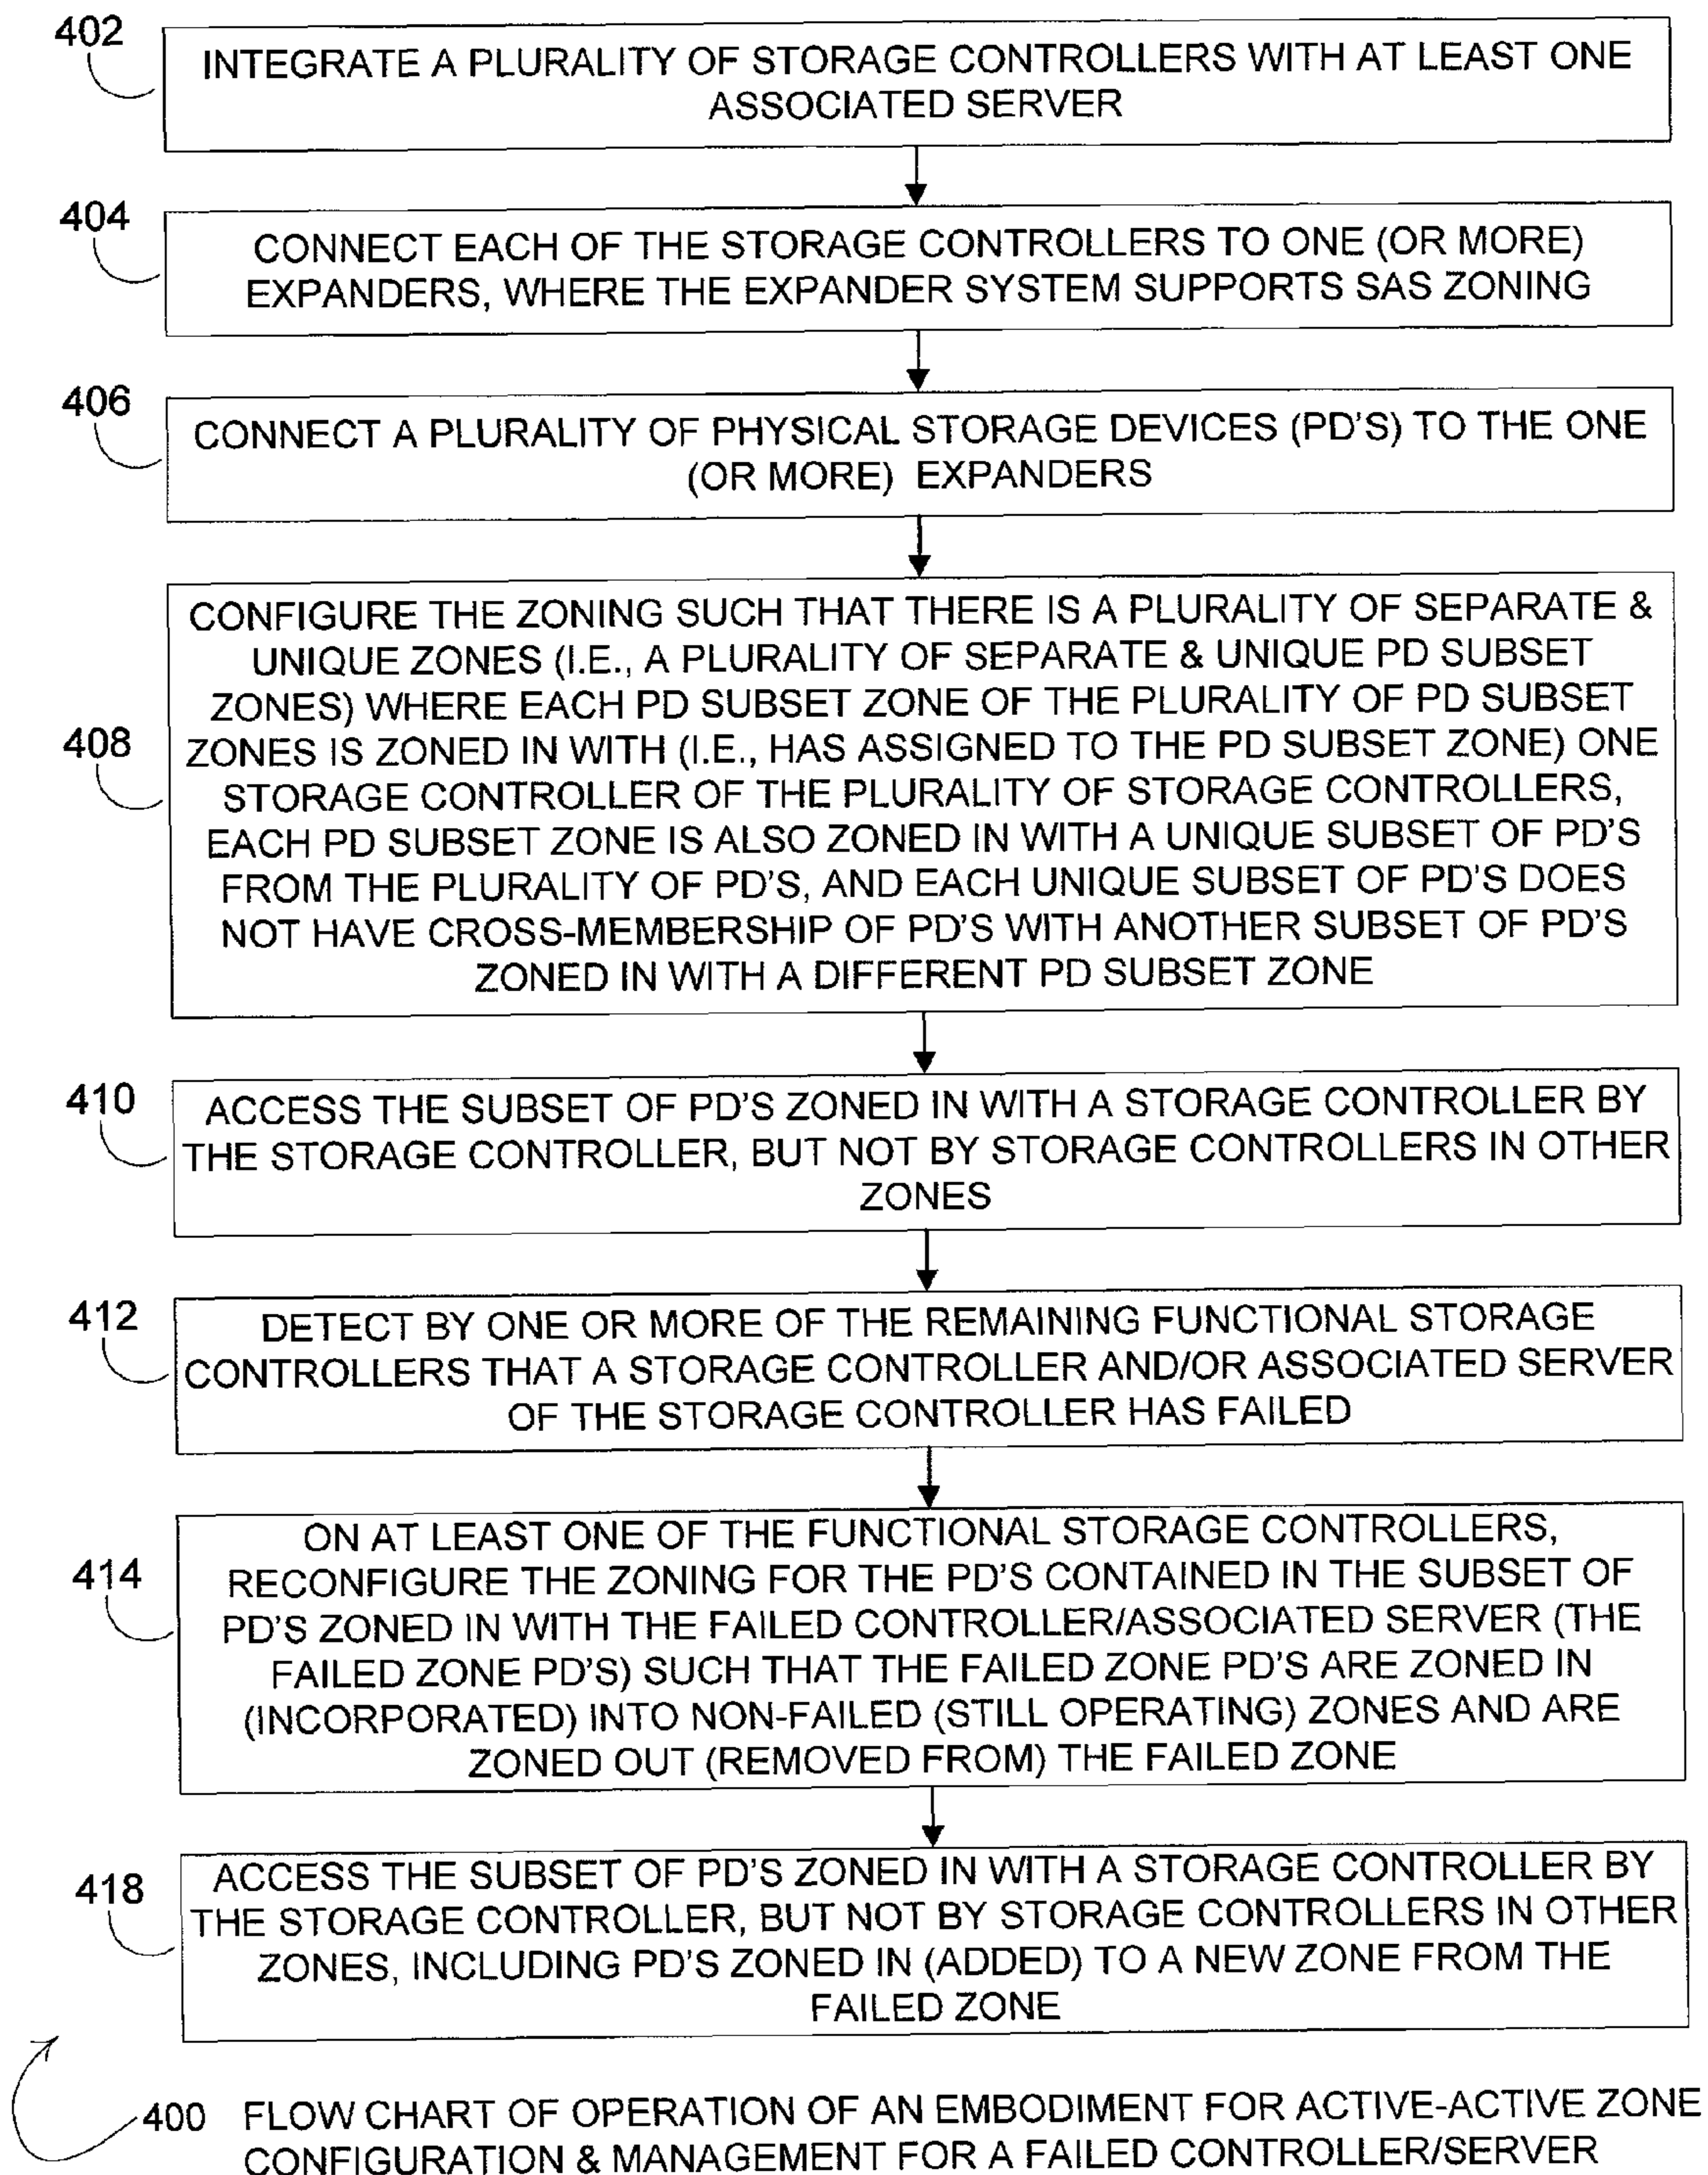 402
INTEGRATE A PLURALITY OF STORAGE CONTROLLERS WITH AT LEAST ONE
ASSOCIATED SERVER
404
CONNECT EACH OF THE STORAGE CONTROLLERS TO ONE (OR MORE)
EXPANDERS, WHERE THE EXPANDER SYSTEM SUPPORTS SAS ZONING
406
CONNECT A PLURALITY OF PHYSICAL STORAGE DEVICES (PD'S) TO THE ONE
(OR MORE) EXPANDERS
408
CONFIGURE THE ZONING SUCH THAT THERE IS A PLURALITY OF SEPARATE &
UNIQUE ZONES (I.E., A PLURALITY OF SEPARATE & UNIQUE PD SUBSET
ZONES) WHERE EACH PD SUBSET ZONE OF THE PLURALITY OF PD SUBSET
ZONES IS ZONED IN WITH (I.E., HAS ASSIGNED TO THE PD SUBSET ZONE) ONE
STORAGE CONTROLLER OF THE PLURALITY OF STORAGE CONTROLLERS,
EACH PD SUBSET ZONE IS ALSO ZONED IN WITH A UNIQUE SUBSET OF PD'S
FROM THE PLURALITY OF PD'S, AND EACH UNIQUE SUBSET OF PD'S DOES
NOT HAVE CROSS-MEMBERSHIP OF PD'S WITH ANOTHER SUBSET OF PD'S
ZONED IN WITH A DIFFERENT PD SUBSET ZONE
410
ACCESS THE SUBSET OF PD'S ZONED IN WITH A STORAGE CONTROLLER BY
THE STORAGE CONTROLLER, BUT NOT BY STORAGE CONTROLLERS IN OTHER
ZONES
412
DETECT BY ONE OR MORE OF THE REMAINING FUNCTIONAL STORAGE
CONTROLLERS THAT A STORAGE CONTROLLER AND/OR ASSOCIATED SERVER
OF THE STORAGE CONTROLLER HAS FAILED
414
ON AT LEAST ONE OF THE FUNCTIONAL STORAGE CONTROLLERS,
RECONFIGURE THE ZONING FOR THE PD'S CONTAINED IN THE SUBSET OF
PD'S ZONED IN WITH THE FAILED CONTROLLER/ASSOCIATED SERVER (THE
FAILED ZONE PD'S) SUCH THAT THE FAILED ZONE PD'S ARE ZONED IN
(INCORPORATED) INTO NON-FAILED (STILL OPERATING) ZONES AND ARE
ZONED OUT (REMOVED FROM) THE FAILED ZONE
418
ACCESS THE SUBSET OF PD'S ZONED IN WITH A STORAGE CONTROLLER BY
THE STORAGE CONTROLLER, BUT NOT BY STORAGE CONTROLLERS IN OTHER
ZONES, INCLUDING PD'S ZONED IN (ADDED) TO A NEW ZONE FROM THE
FAILED ZONE
400 FLOW CHART OF OPERATION OF AN EMBODIMENT FOR ACTIVE-ACTIVE ZONE
CONFIGURATION & MANAGEMENT FOR A FAILED CONTROLLER/SERVER